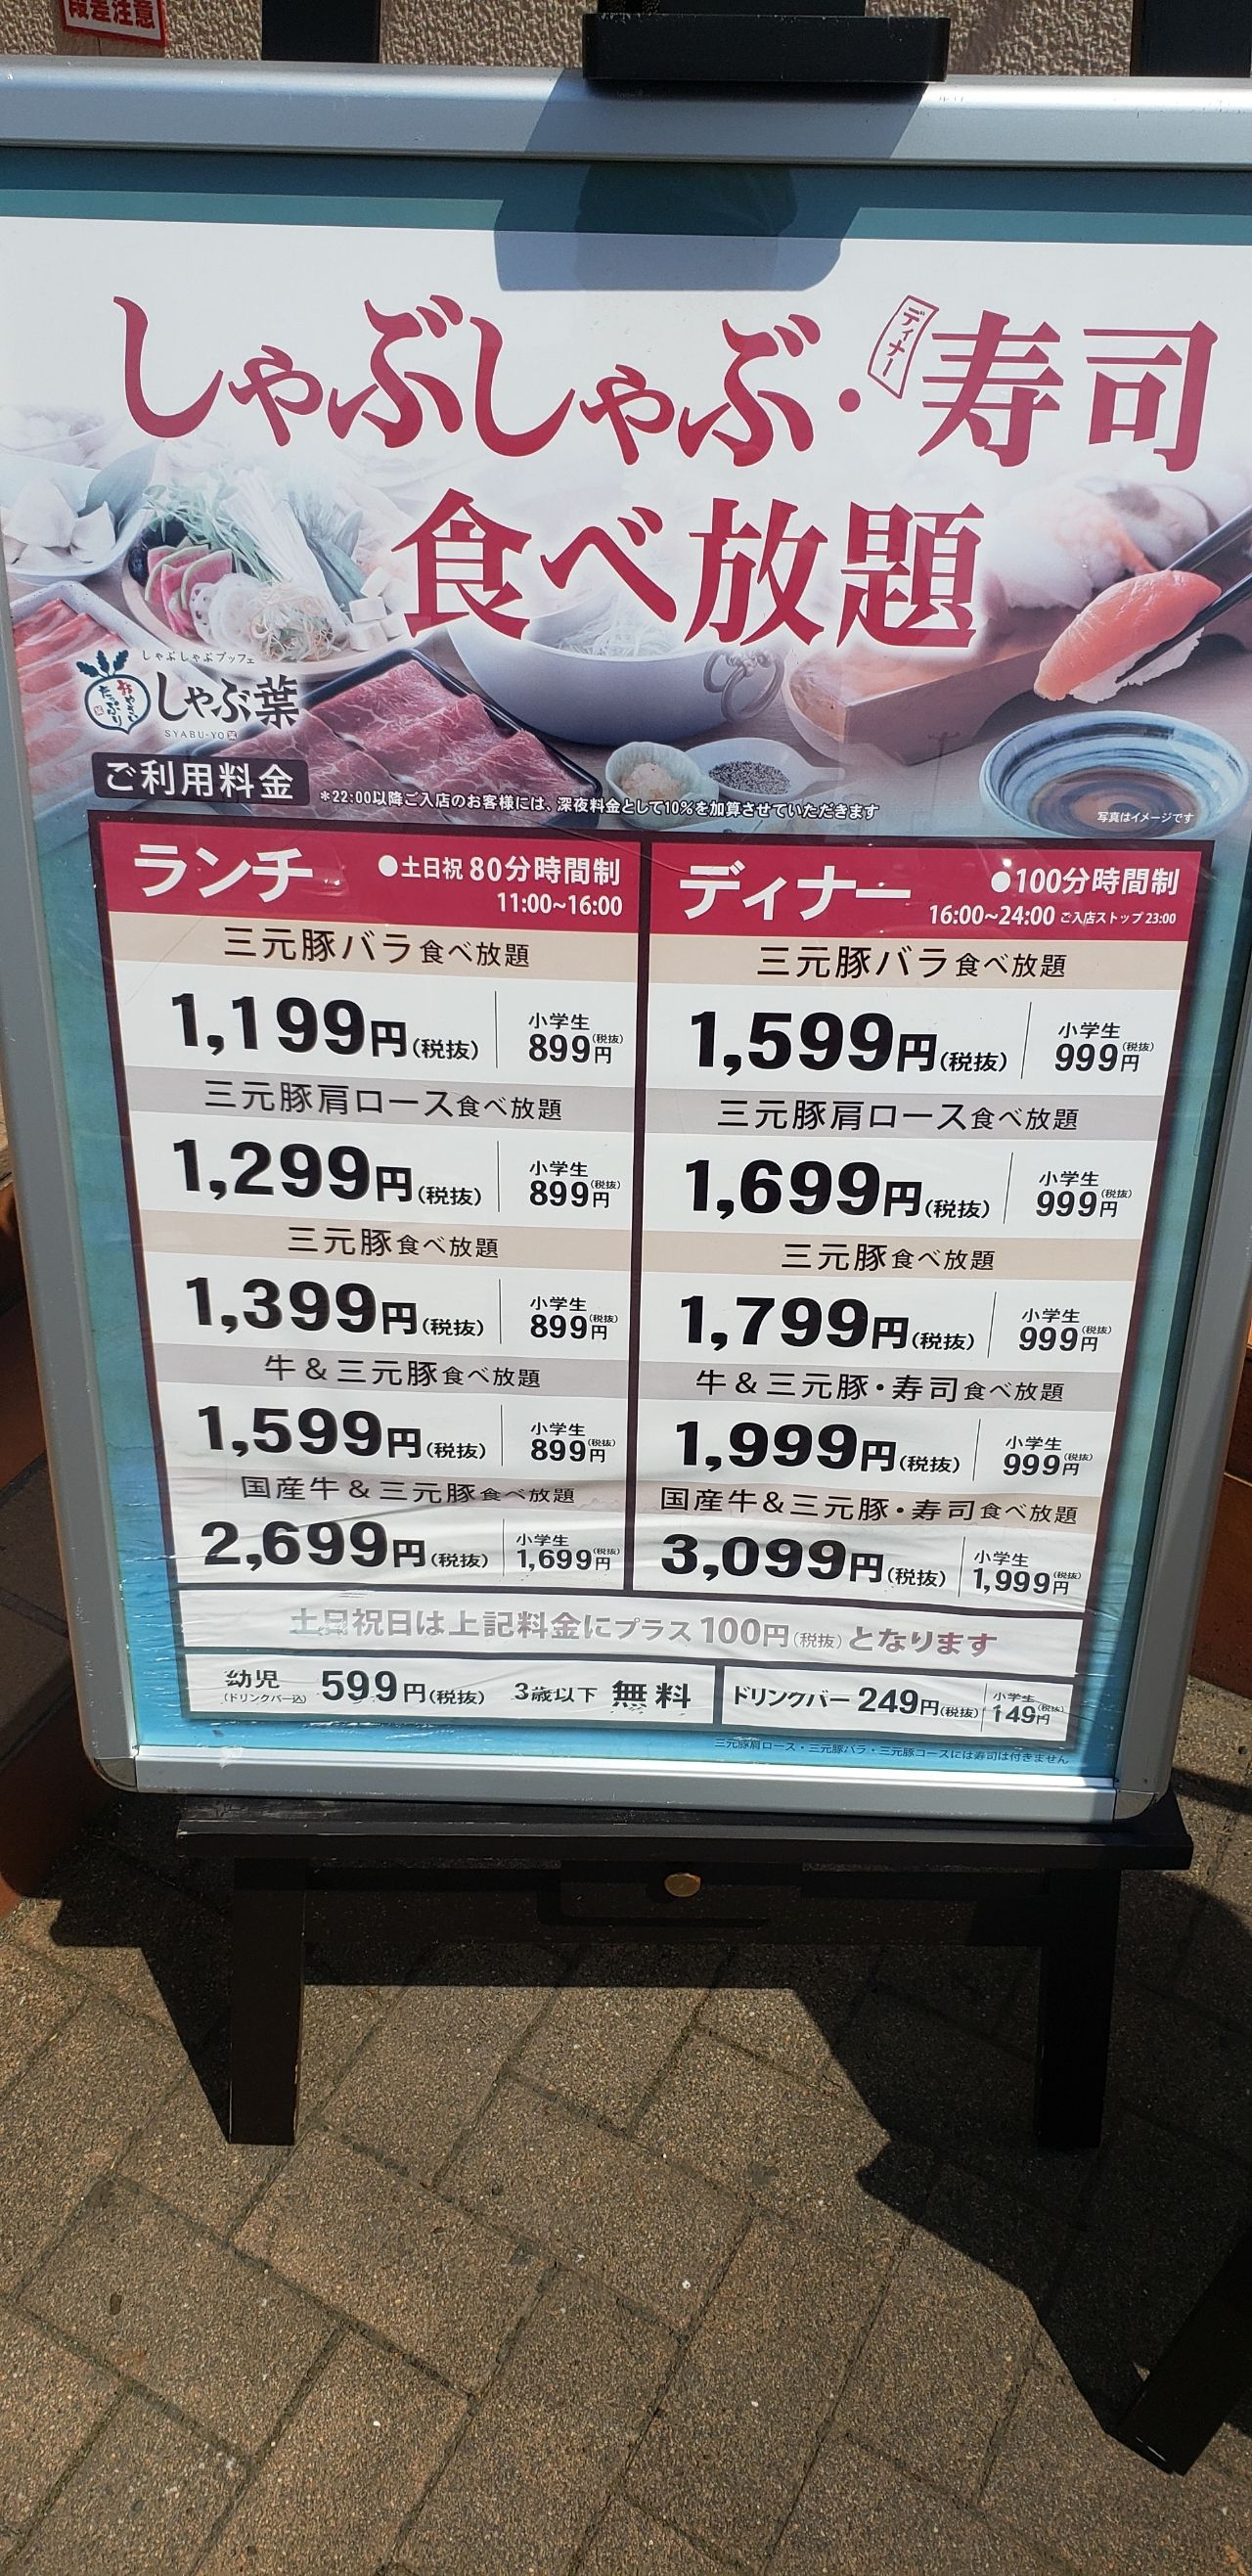 段差注意
しゃぶしゃぶ・ディナー寿司
食べ放題
しゃぶしゃぶブッフェ
おやさいたっぷり
しゃぶ葉
SYABU-YO
ご利用料金
*22:00以降ご入店のお客様には、深夜料金として10%を加算させていただきます
写真はイメージです
ランチ ●土日祝 80分時間制
11:00~16:00
三元豚バラ食べ放題
1,199円(税抜) 小学生 899円(税抜)
三元豚肩ロース食べ放題
1,299円(税抜) 小学生 899円(税抜)
三元豚食べ放題
1,399円(税抜) 小学生 899円(税抜)
牛&三元豚食べ放題
1,599円(税抜) 小学生 899円(税抜)
国産牛&三元豚食べ放題
2,699円(税抜) 小学生 1,699円(税抜)
ディナー ●100分時間制
16:00~24:00 ご入店ストップ 23:00
三元豚バラ食べ放題
1,599円(税抜) 小学生 999円(税抜)
三元豚肩ロース食べ放題
1,699円(税抜) 小学生 999円(税抜)
三元豚食べ放題
1,799円(税抜) 小学生 999円(税抜)
牛&三元豚・寿司食べ放題
1,999円(税抜) 小学生 999円(税抜)
国産牛&三元豚・寿司食べ放題
3,099円(税抜) 小学生 1,999円(税抜)
土日祝日は上記料金にプラス100円(税抜)となります
幼児(ドリンクバー込) 599円(税抜) 3歳以下 無料
ドリンクバー 249円(税抜) 小学生 149円(税抜)
三元豚肩ロース・三元豚バラ・三元豚コースには寿司は付きません